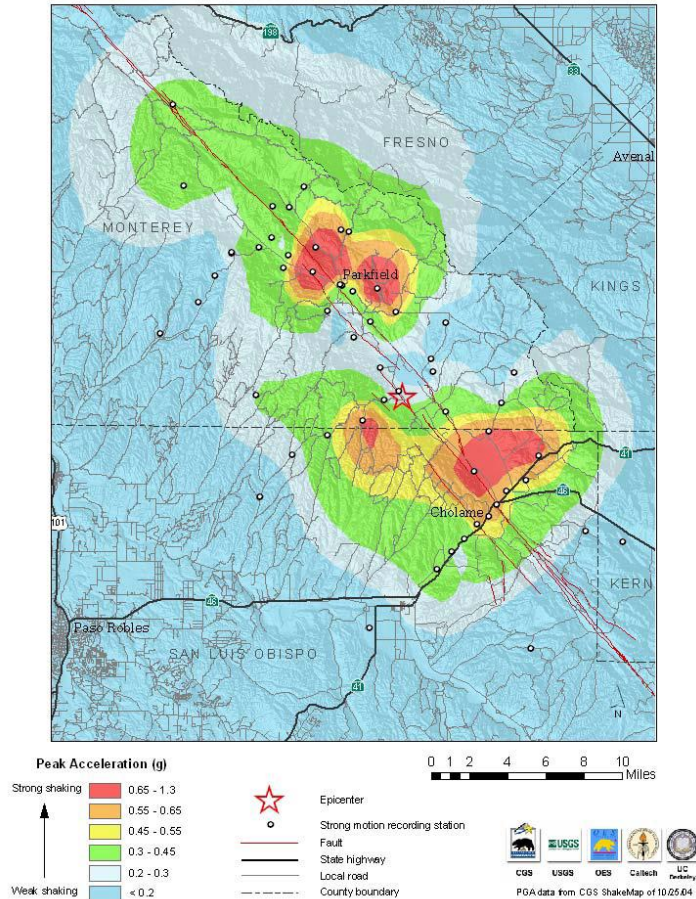 198
33
FRESNO
Avenal
MONTEREY
Parkfield
KINGS
41
46
Cholame
101
KERN
46
Paso Robles
SAN LUIS OBISPO
41
N
Peak Acceleration (g)
Strong shaking
0.65 - 1.3
0.55 - 0.65
0.45 - 0.55
0.3 - 0.45
0.2 - 0.3
Weak shaking
< 0.2
0 1 2 4 6 8 10
Miles
Epicenter
Strong motion recording station
Fault
State highway
Local road
County boundary
USGS
OES
CGS USGS OES Caltech UC Berkeley
PGA data from CGS ShakeMap of 10/25/04